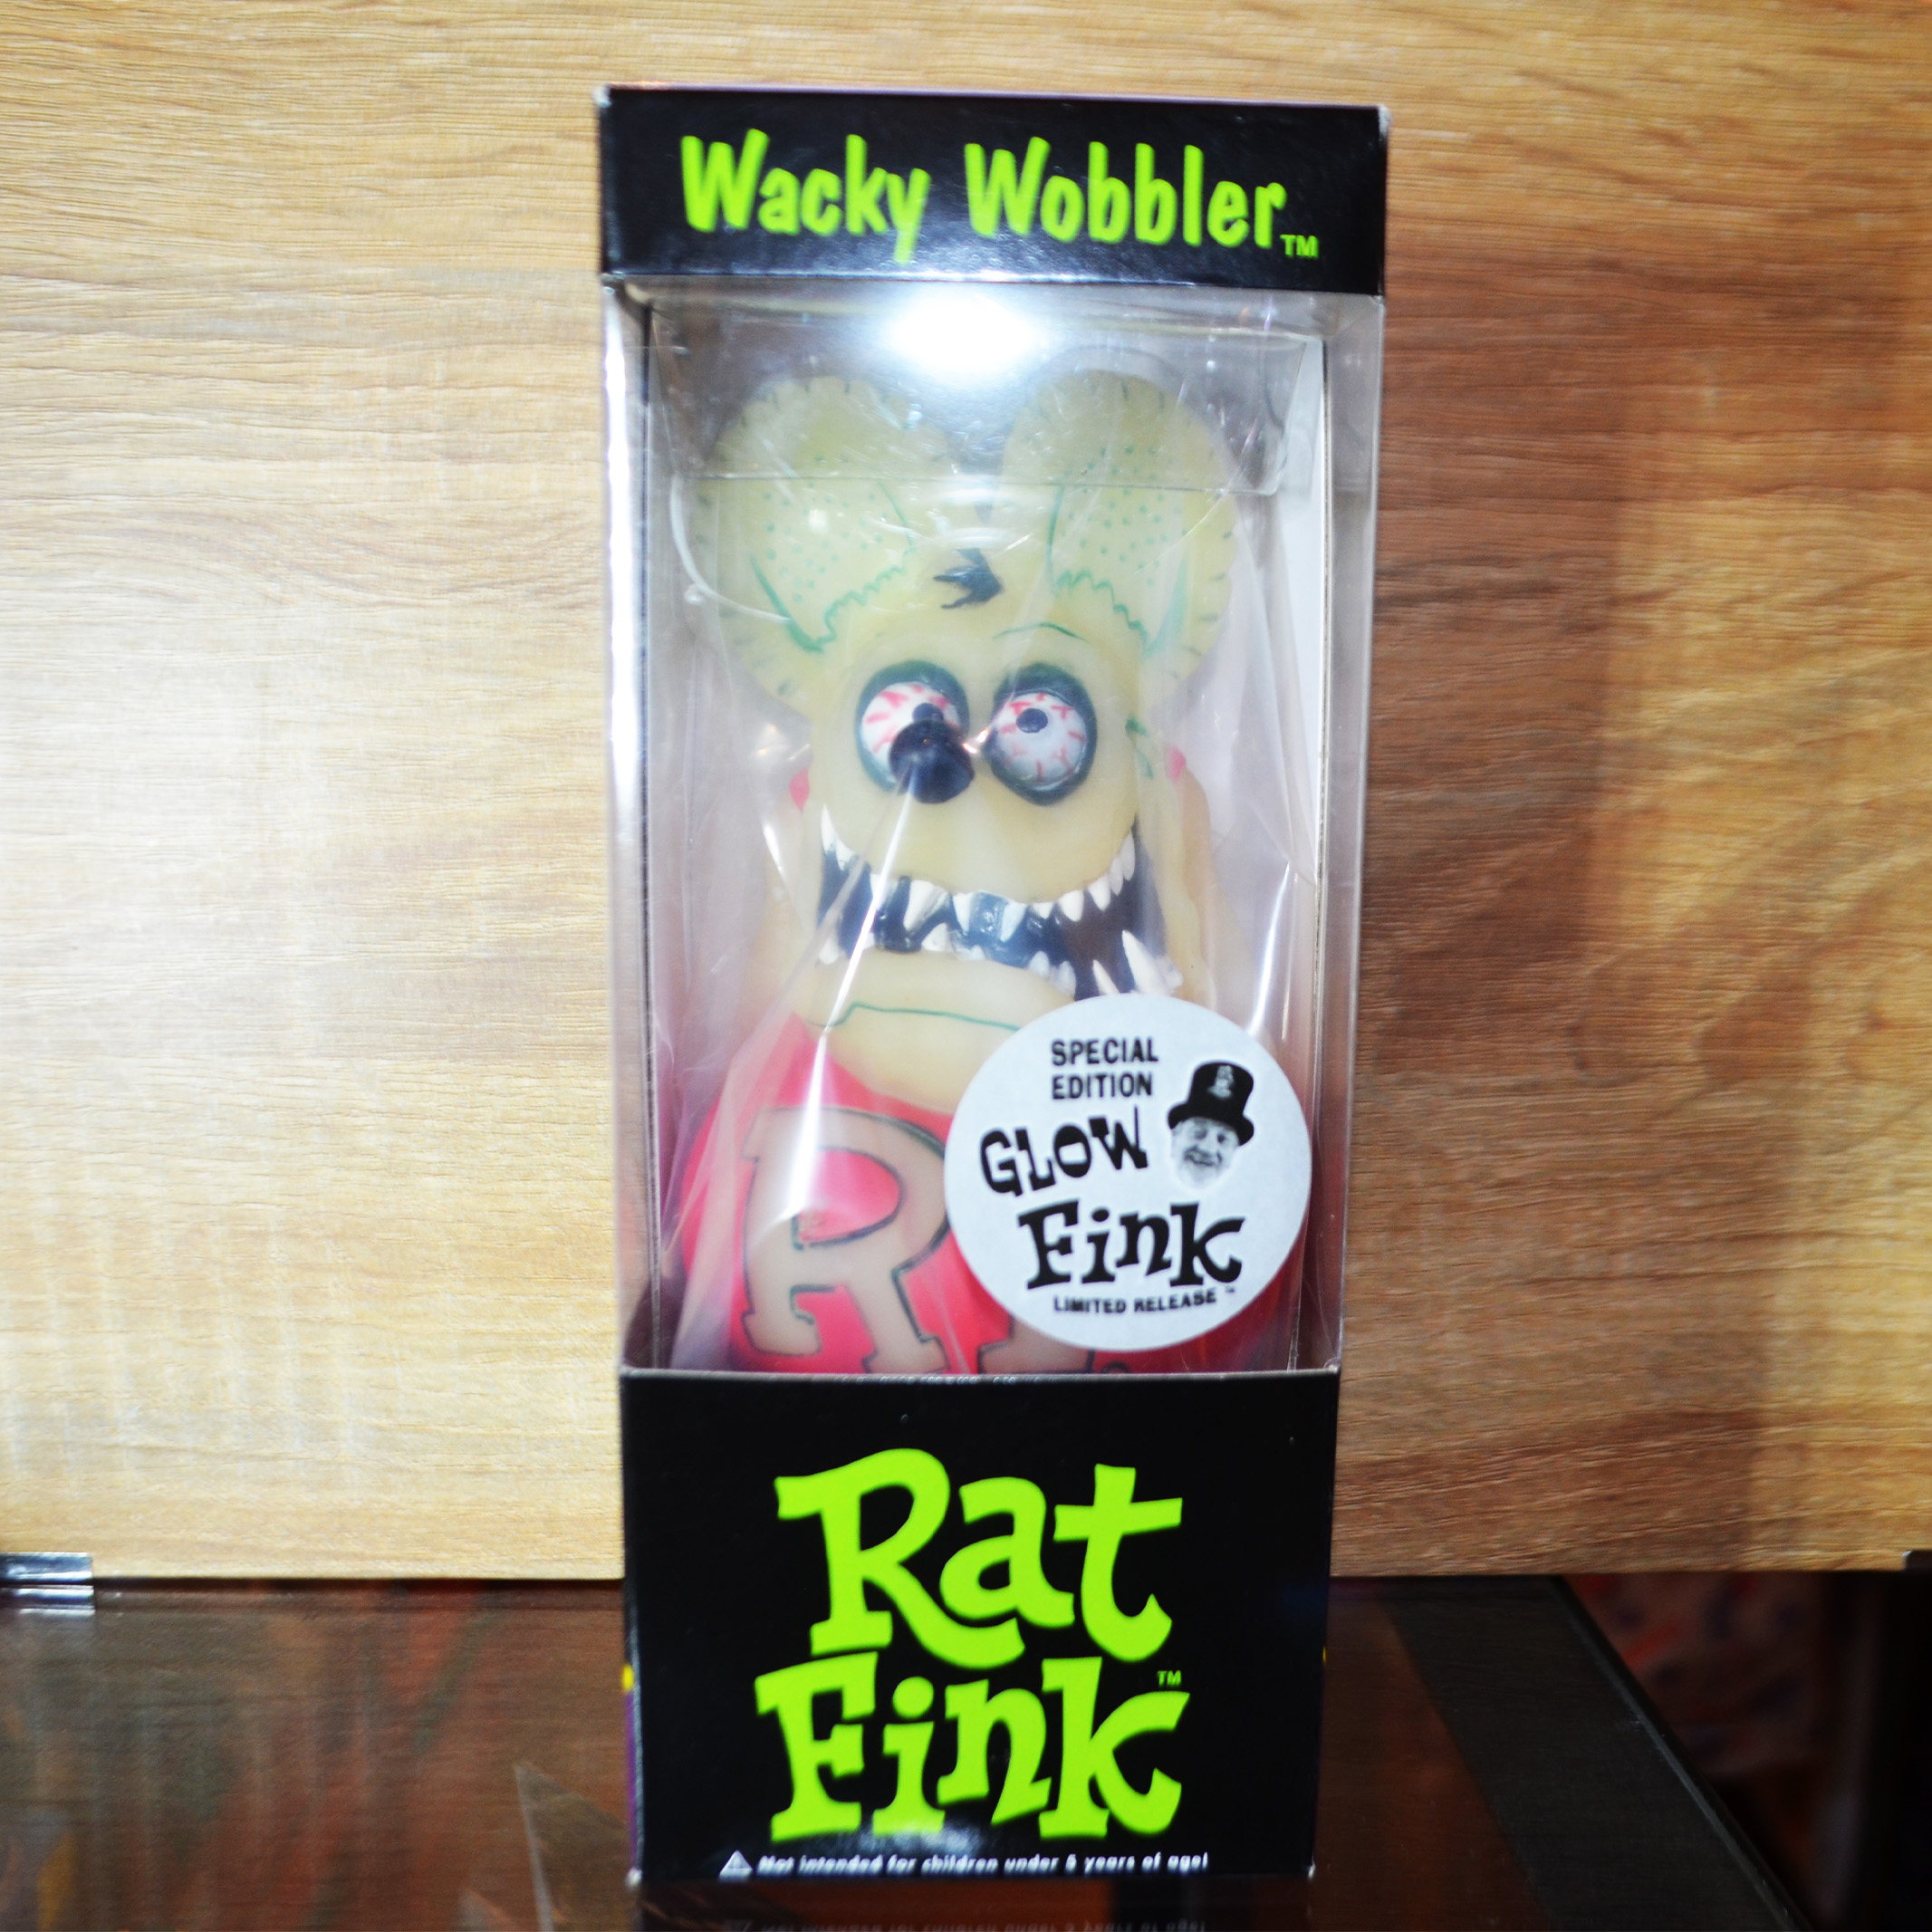 Wacky Wobbler™
SPECIAL
EDITION
GLOW
Fink
LIMITED RELEASE™
R F
Rat
Fink™
Not intended for children under 5 years of age!